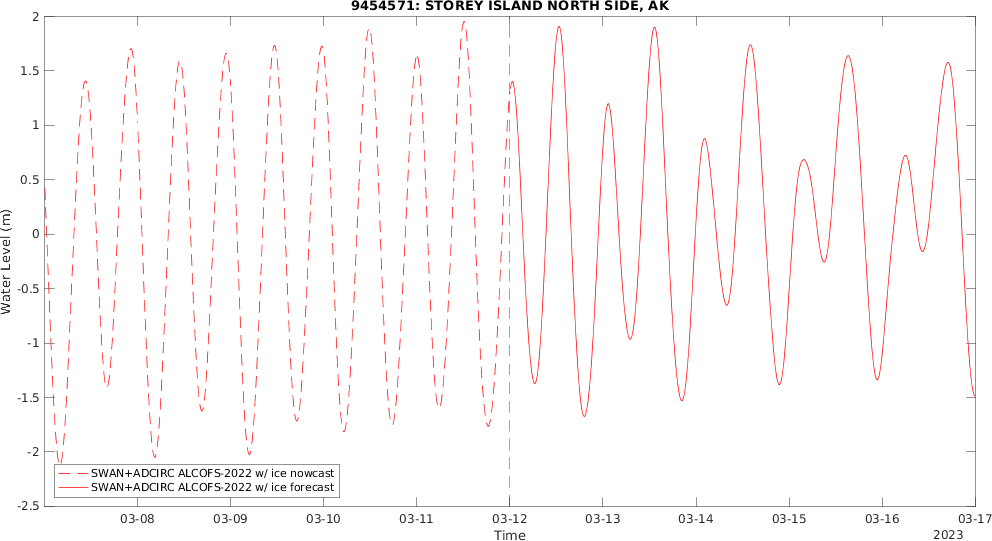 9454571: STOREY ISLAND NORTH SIDE, AK
2
1.5
1
0.5
0
-0.5
-1
-1.5
-2
-2.5
Water Level (m)
SWAN+ADCIRC ALCOFS-2022 w/ ice nowcast
SWAN+ADCIRC ALCOFS-2022 w/ ice forecast
03-08 03-09 03-10 03-11 03-12 03-13 03-14 03-15 03-16 03-17
Time
2023